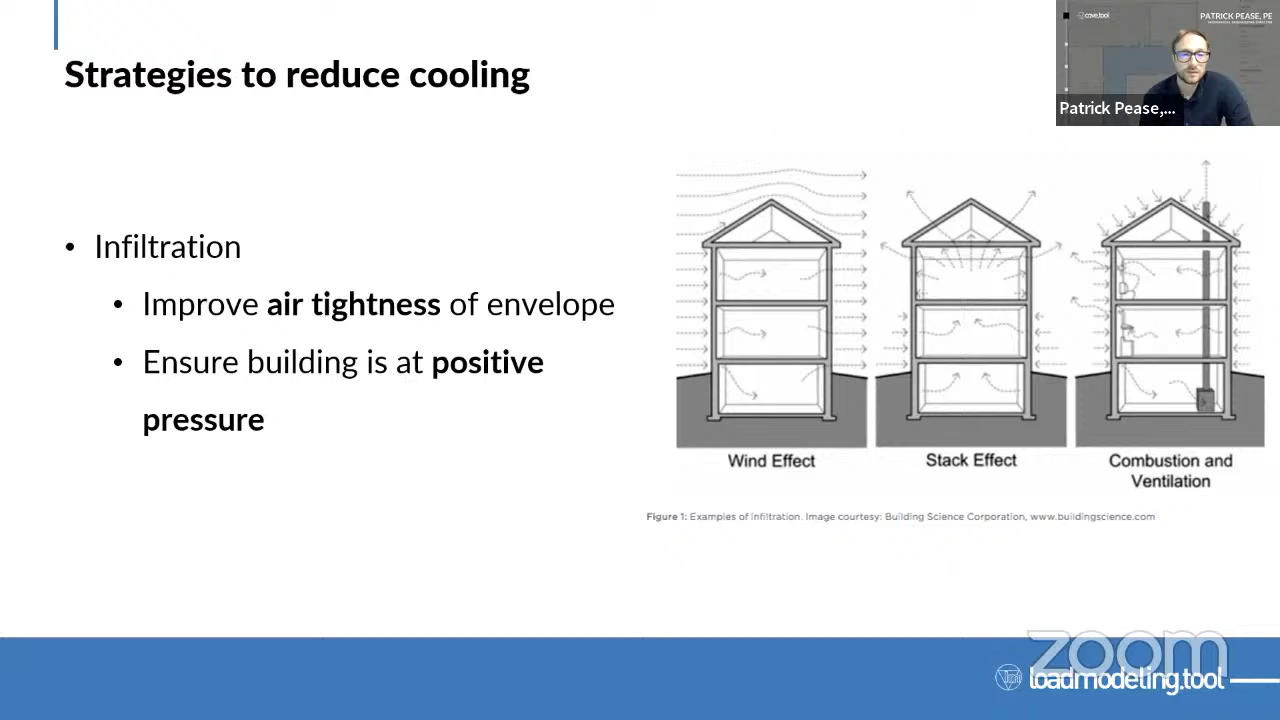 Strategies to reduce cooling
cove.tool
PATRICK PEASE, PE
Patrick Pease,...
• Infiltration
• Improve air tightness of envelope
• Ensure building is at positive
pressure
Wind Effect
Stack Effect
Combustion and
Ventilation
Figure 1: Examples of Infiltration. Image courtesy: Building Science Corporation, www.buildingscience.com
zoom
loadmodeling.tool